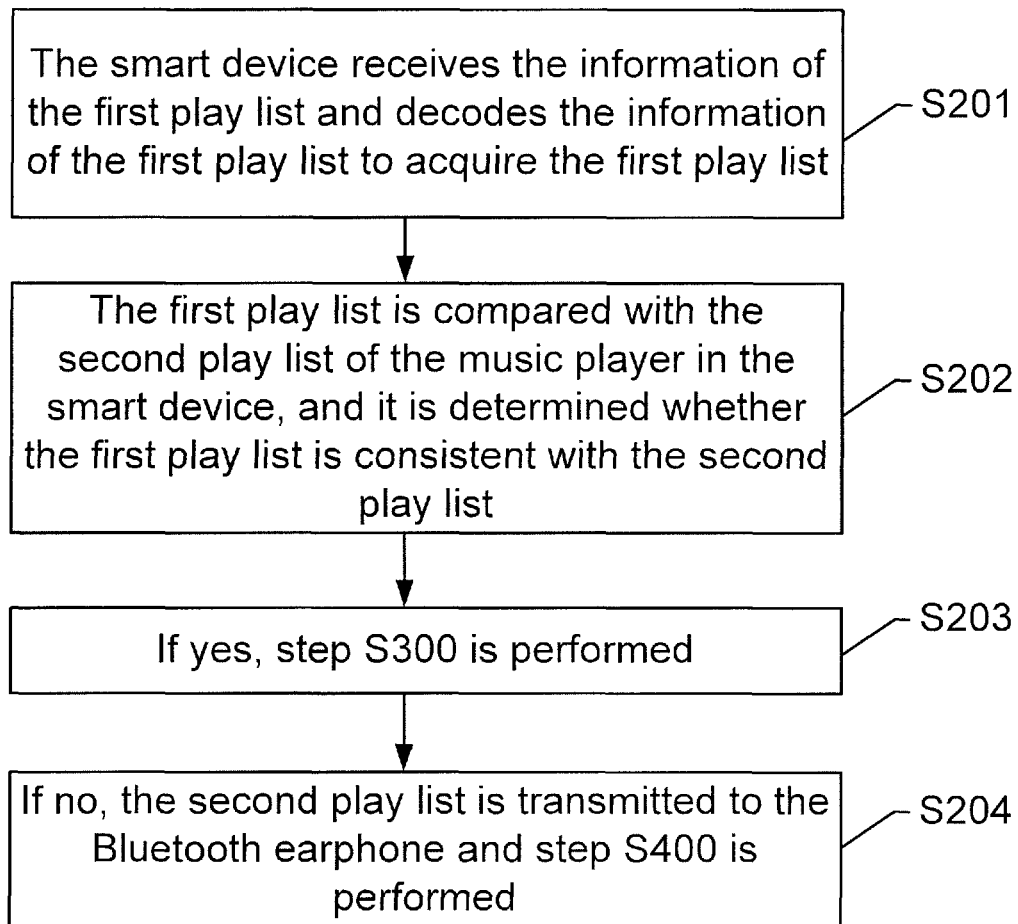 The smart device receives the information of
the first play list and decodes the information
of the first play list to acquire the first play list
S201
The first play list is compared with the
second play list of the music player in the
smart device, and it is determined whether
the first play list is consistent with the second
play list
S202
If yes, step S300 is performed
S203
If no, the second play list is transmitted to the
Bluetooth earphone and step S400 is
performed
S204